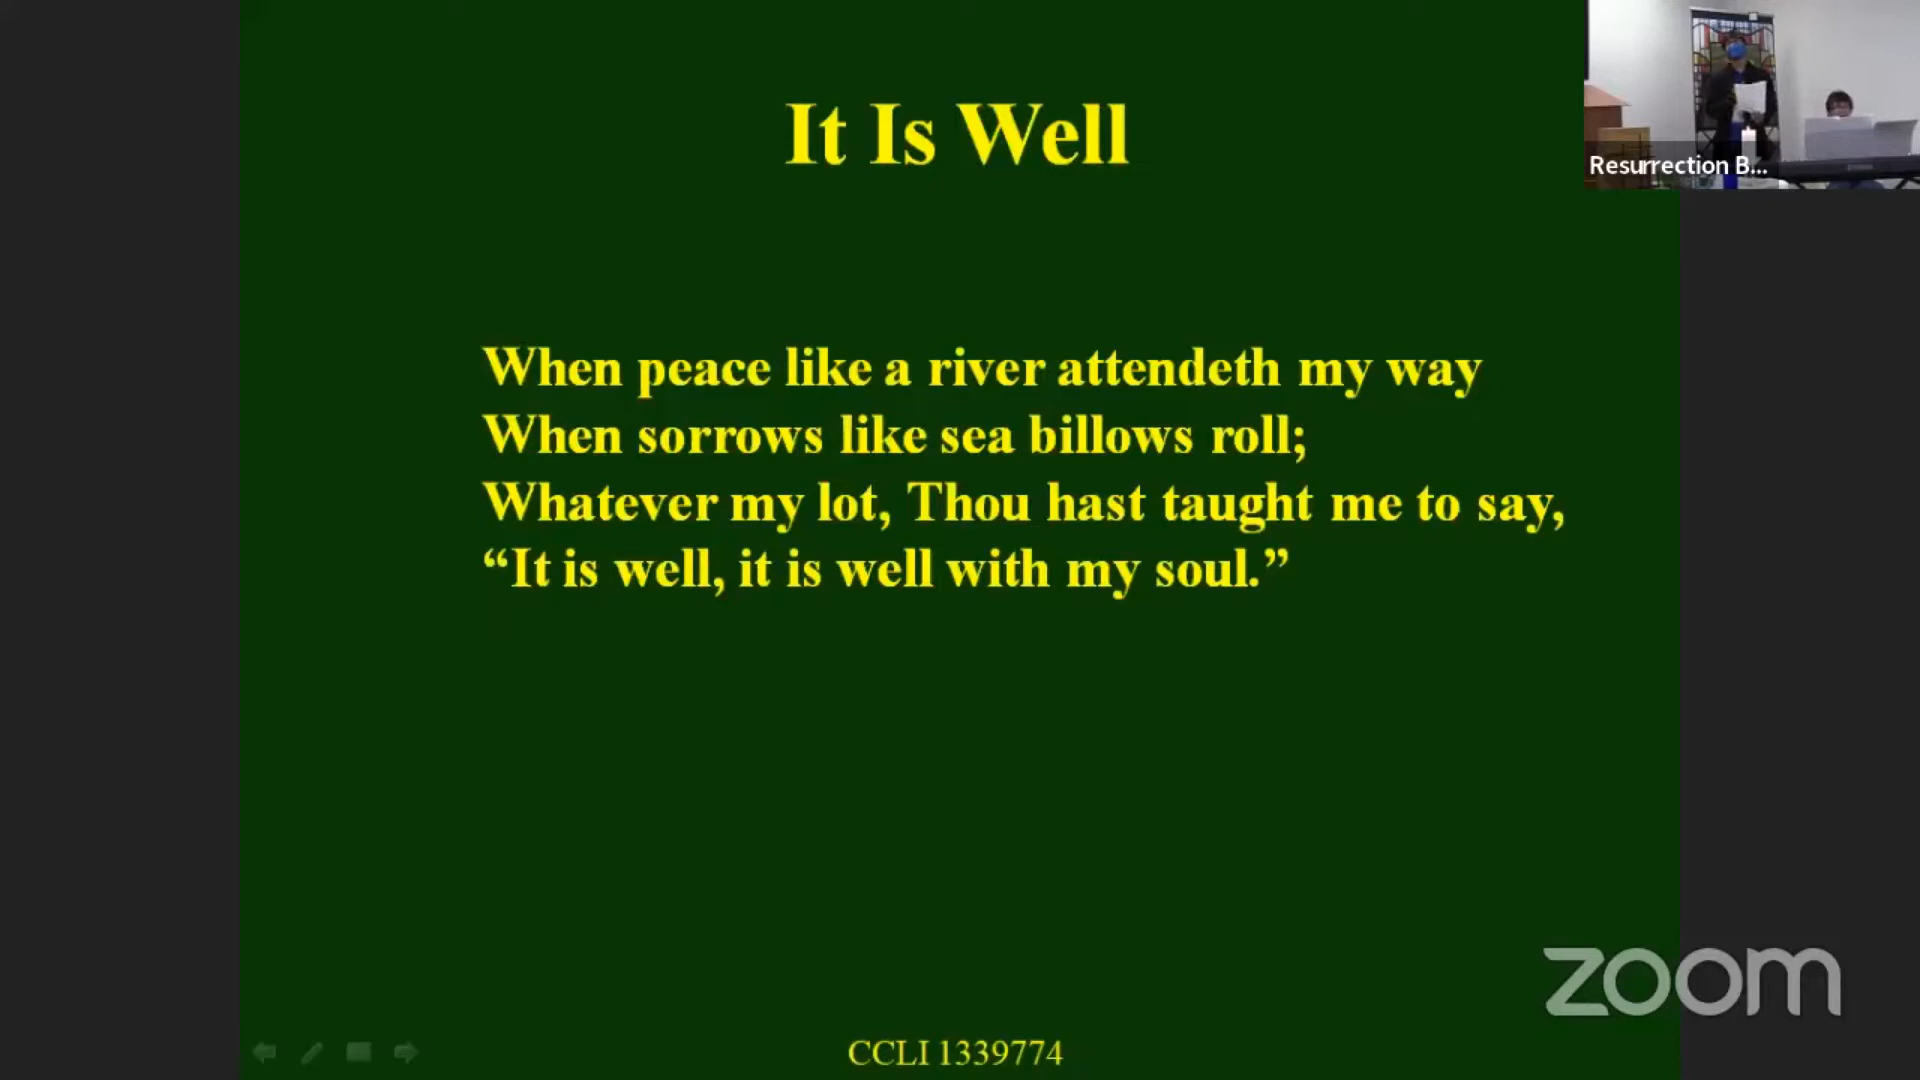 It Is Well
Resurrection B...
When peace like a river attendeth my way
When sorrows like sea billows roll;
Whatever my lot, Thou hast taught me to say,
“It is well, it is well with my soul.”
zoom
CCLI 1339774